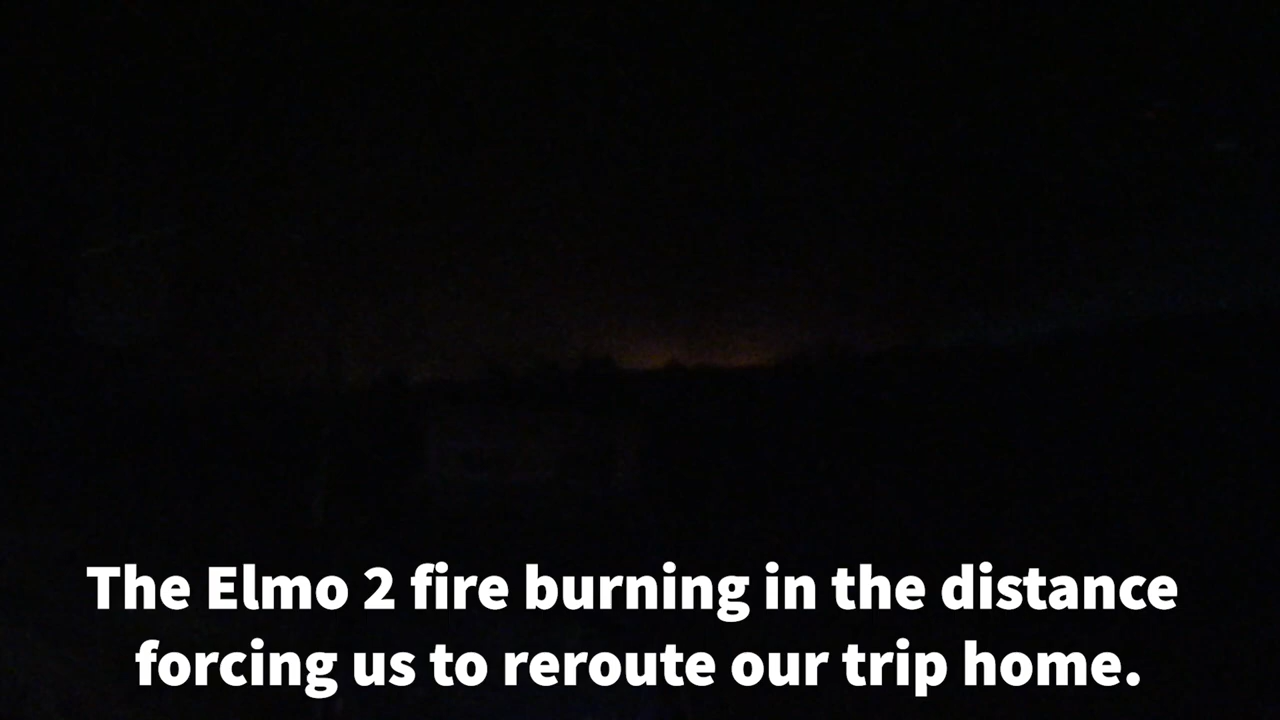 The Elmo 2 fire burning in the distance
forcing us to reroute our trip home.